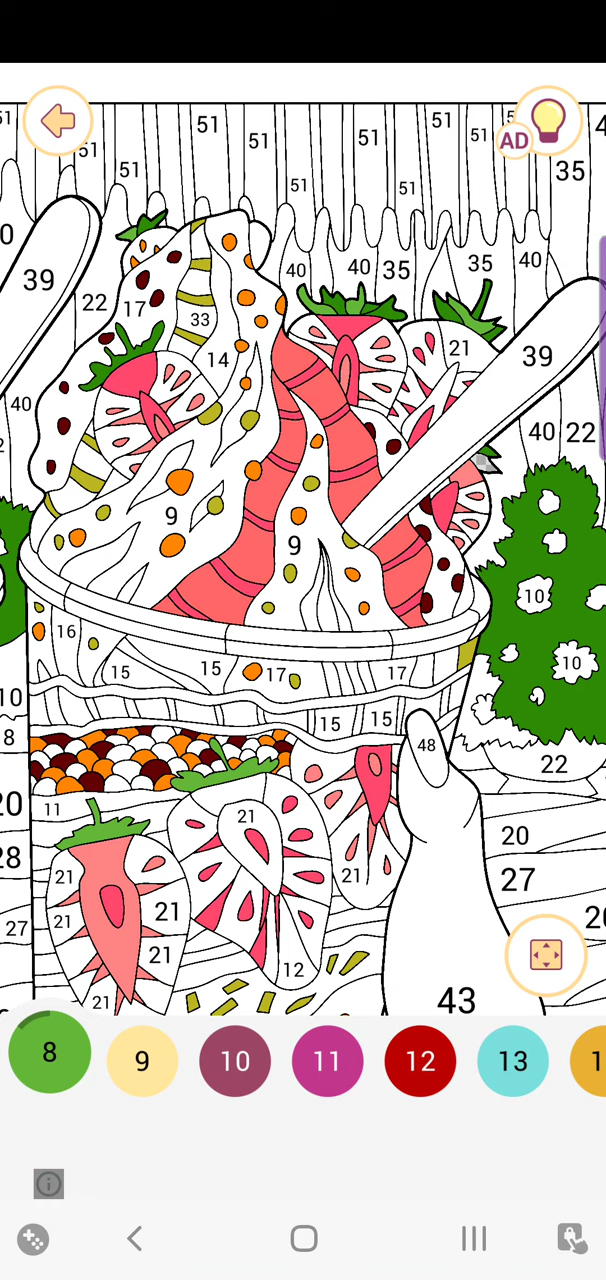 51 51 51 51 51
51 51 AD
51 35
51 51
40 40 35 35 40
39 22 17
33
14 21 39
40 40 22
9 9
10
16 15 15 17 17 10
10 15 15 48
8 22
20 11 21 20
28 21 21 27
21 21
27 21 12
21 43
8 9 10 11 12 13